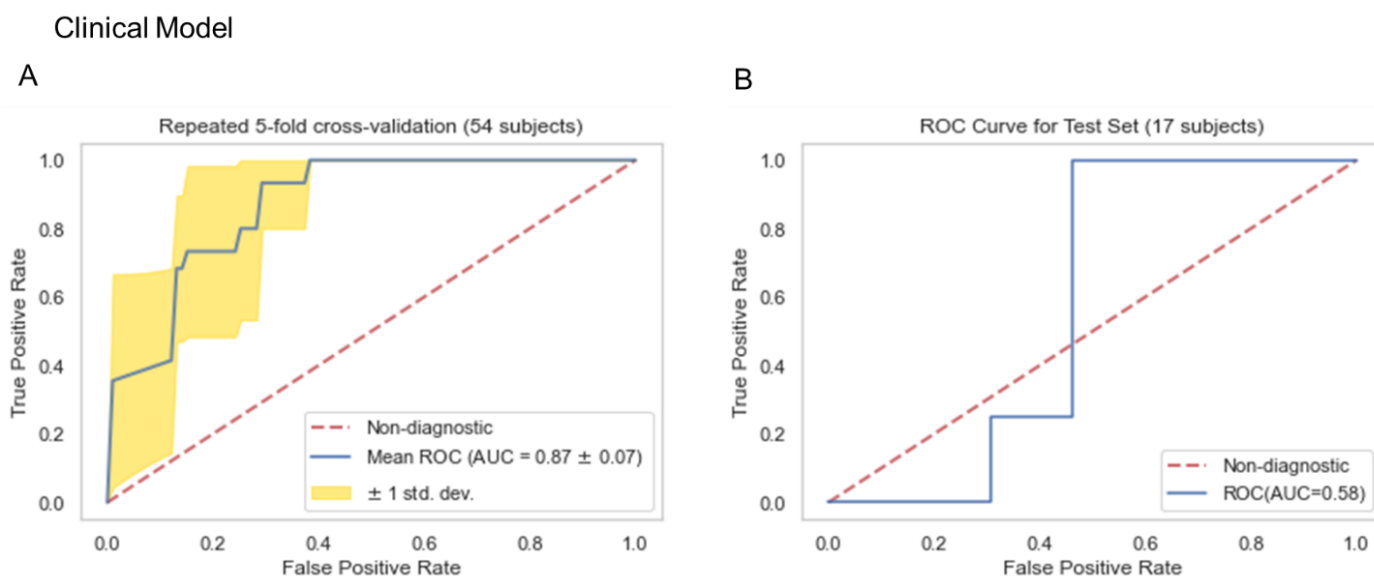 Clinical Model
A
Repeated 5-fold cross-validation (54 subjects)
True Positive Rate
1.0
0.8
0.6
0.4
0.2
0.0
Non-diagnostic
Mean ROC (AUC = 0.87 ± 0.07)
± 1 std. dev.
0.0 0.2 0.4 0.6 0.8 1.0
False Positive Rate
B
ROC Curve for Test Set (17 subjects)
True Positive Rate
1.0
0.8
0.6
0.4
0.2
0.0
Non-diagnostic
ROC(AUC=0.58)
0.0 0.2 0.4 0.6 0.8 1.0
False Positive Rate